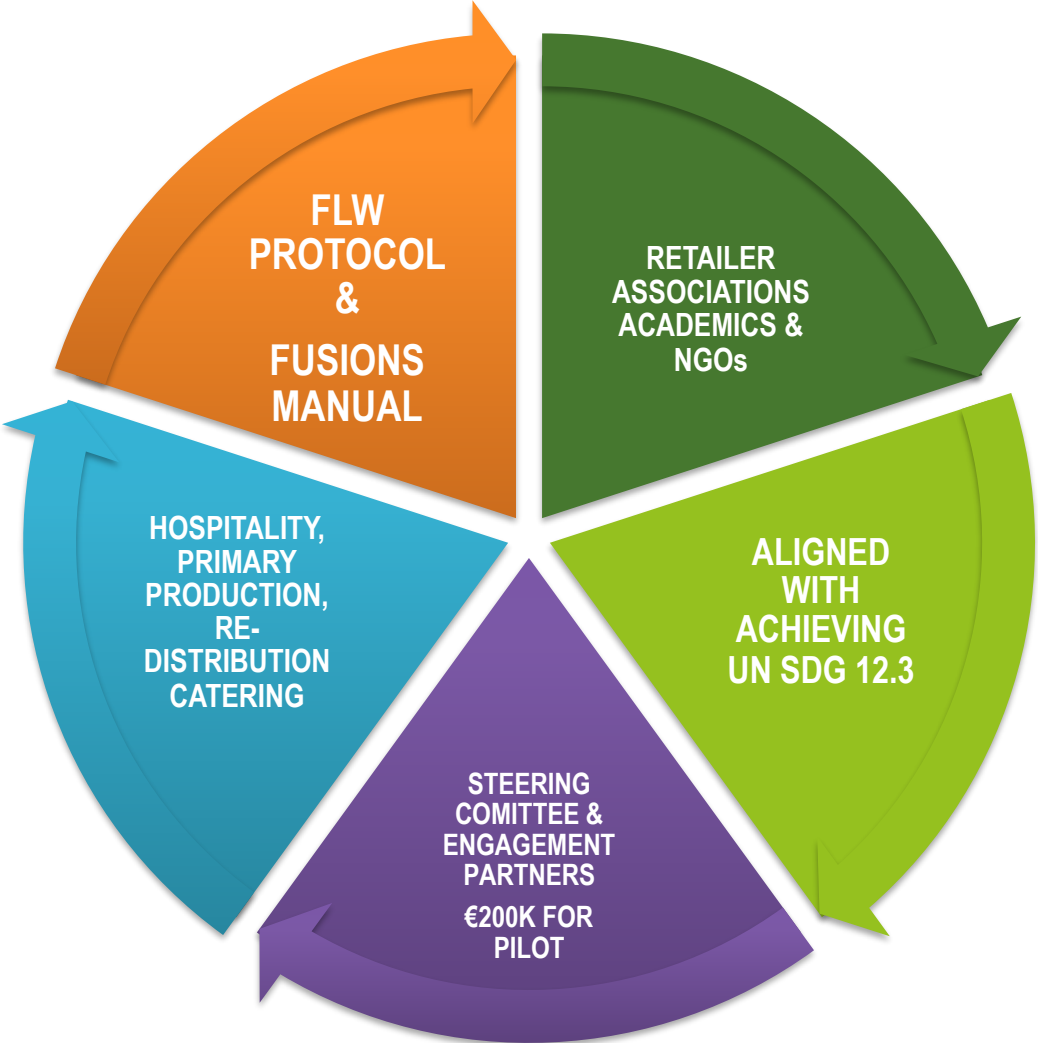 FLW
PROTOCOL
&
FUSIONS
MANUAL
RETAILER
ASSOCIATIONS
ACADEMICS &
NGOs
ALIGNED
WITH
ACHIEVING
UN SDG 12.3
STEERING
COMITTEE &
ENGAGEMENT
PARTNERS
€200K FOR
PILOT
HOSPITALITY,
PRIMARY
PRODUCTION,
RE-
DISTRIBUTION
CATERING